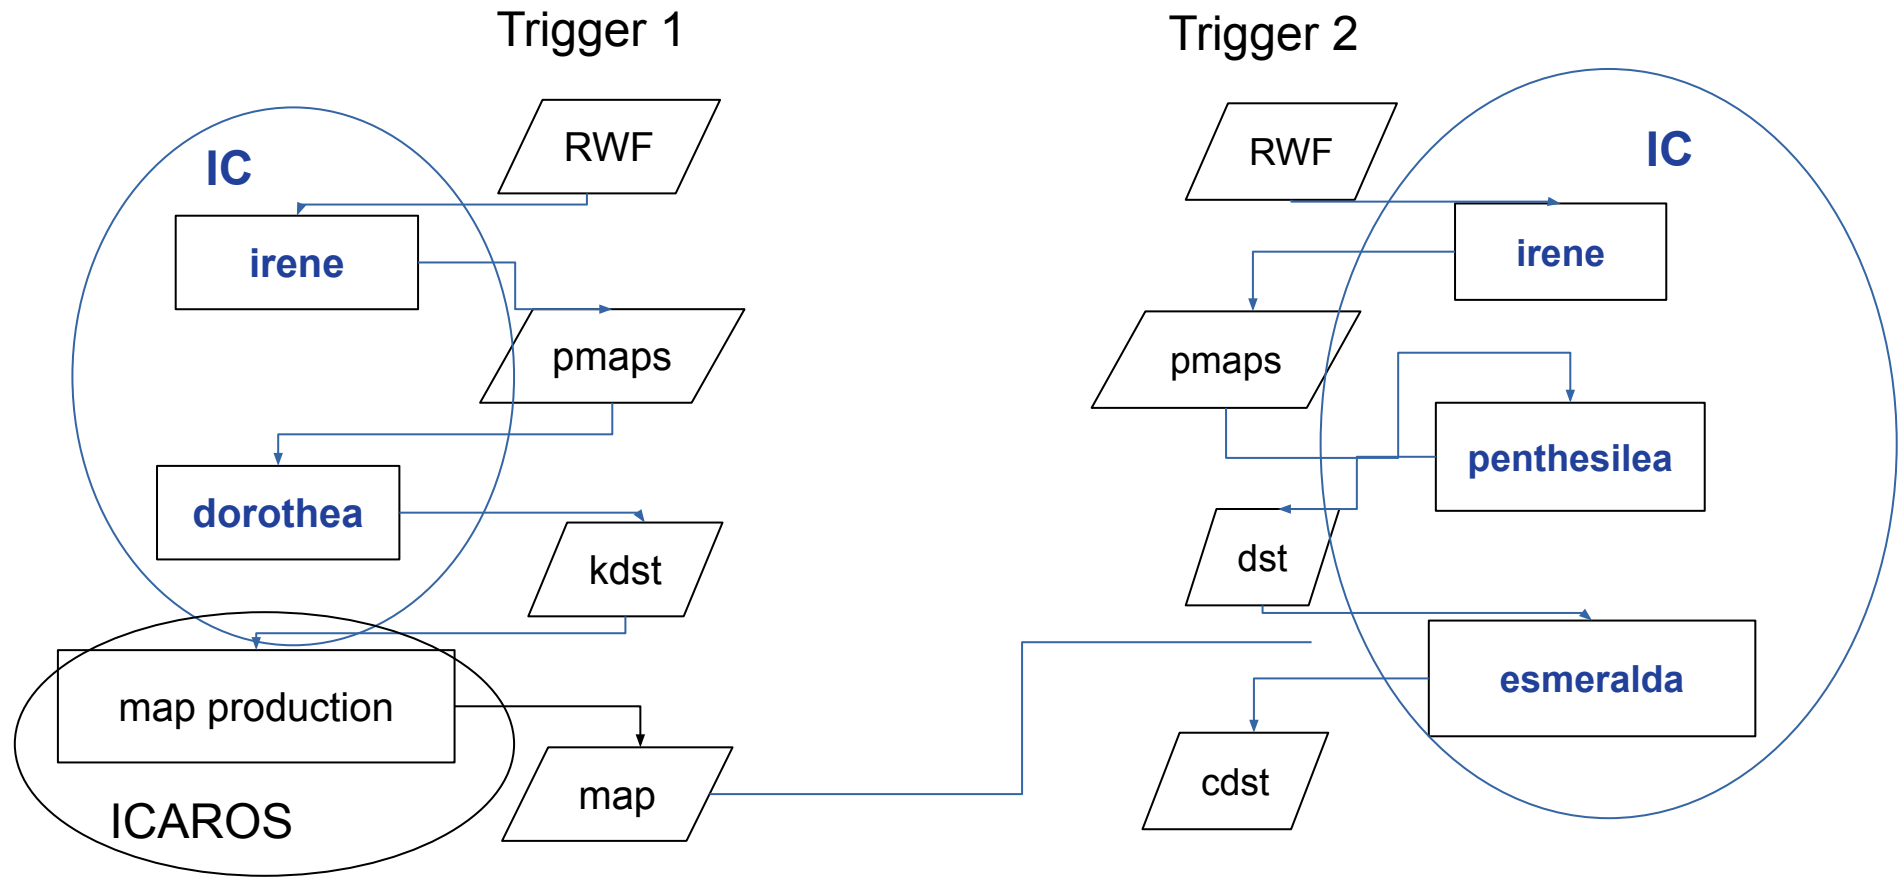 Trigger 1
RWF
IC
irene
pmaps
dorothea
kdst
map production
map
ICAROS
Trigger 2
RWF
IC
irene
pmaps
penthesilea
dst
esmeralda
cdst